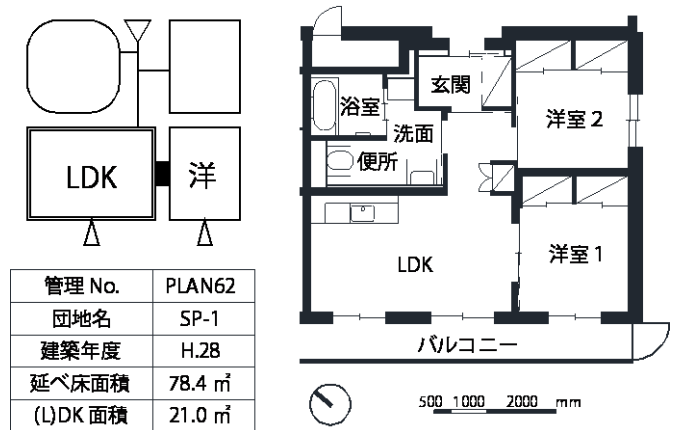 LDK
洋
管理 No. PLAN62
団地名 SP-1
建築年度 H.28
延べ床面積 78.4 ㎡
(L)DK 面積 21.0 ㎡
玄関
浴室
洗面
便所
洋室 2
LDK
洋室 1
バルコニー
500 1000 2000 mm